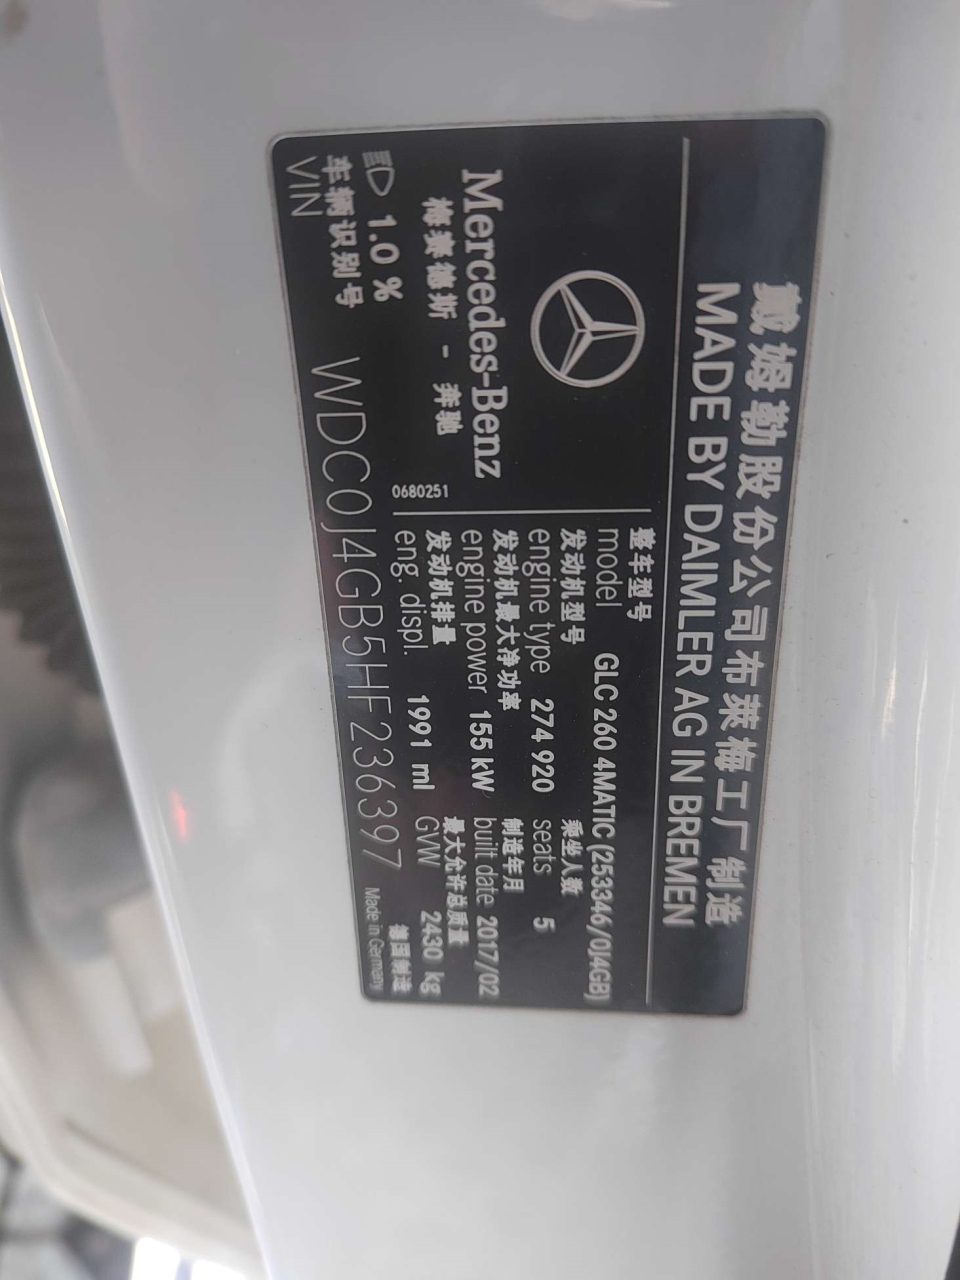 戴姆勒股份公司布莱梅工厂制造
MADE BY DAIMLER AG IN BREMEN
Mercedes-Benz
梅赛德斯 - 奔驰
1.0 %
0680251
整车型号
model GLC 260 4MATIC (253346/0J4GB)
发动机型号 乘坐人数
engine type 274 920 seats 5
发动机最大净功率 制造年月
engine power 155 kW built date 2017/02
发动机排量 最大允许总质量
eng. displ. 1991 ml GVW 2430 kg
车辆识别号 德国制造
VIN WDC0J4GB5HF236397 Made in Germany